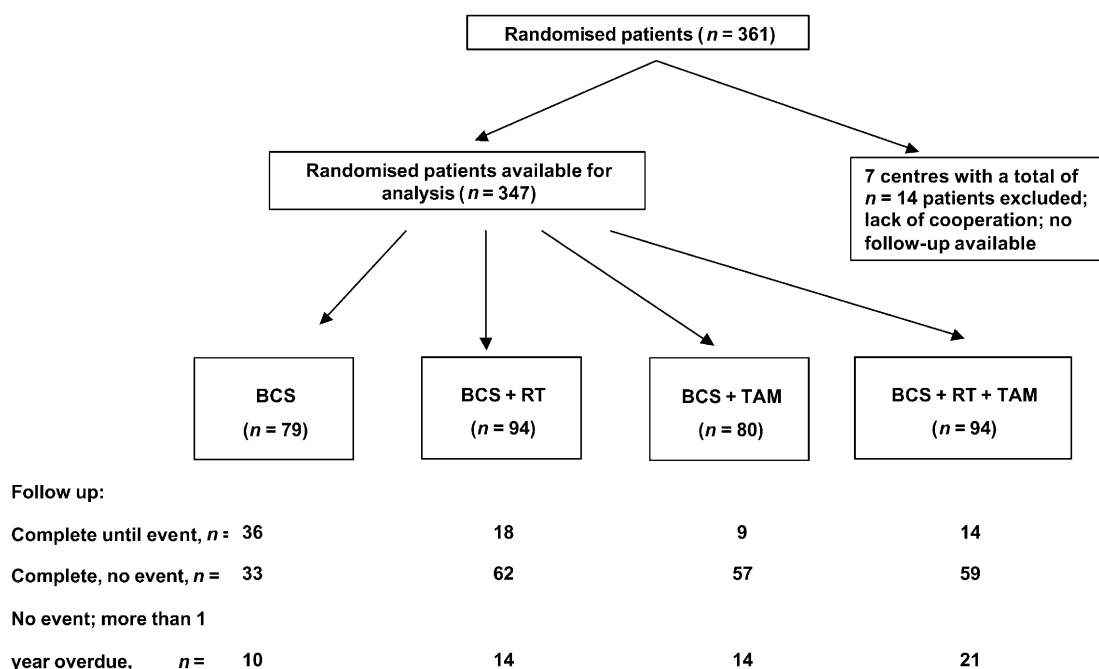 Randomised patients (n = 361)
Randomised patients available for
analysis (n = 347)
7 centres with a total of
n = 14 patients excluded;
lack of cooperation; no
follow-up available
BCS
(n = 79)
BCS + RT
(n = 94)
BCS + TAM
(n = 80)
BCS + RT + TAM
(n = 94)
Follow up:
Complete until event, n = 36 18 9 14
Complete, no event, n = 33 62 57 59
No event; more than 1
year overdue, n = 10 14 14 21